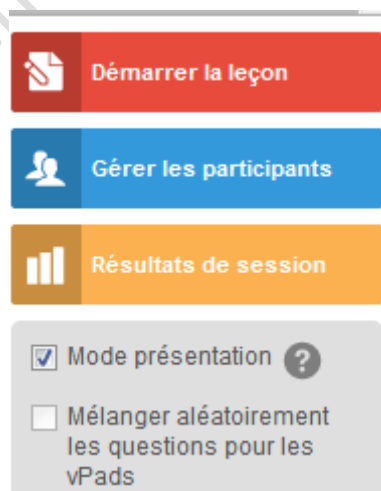 Démarrer la leçon
Gérer les participants
Résultats de session
Mode présentation ?
Mélanger aléatoirement
les questions pour les
vPads